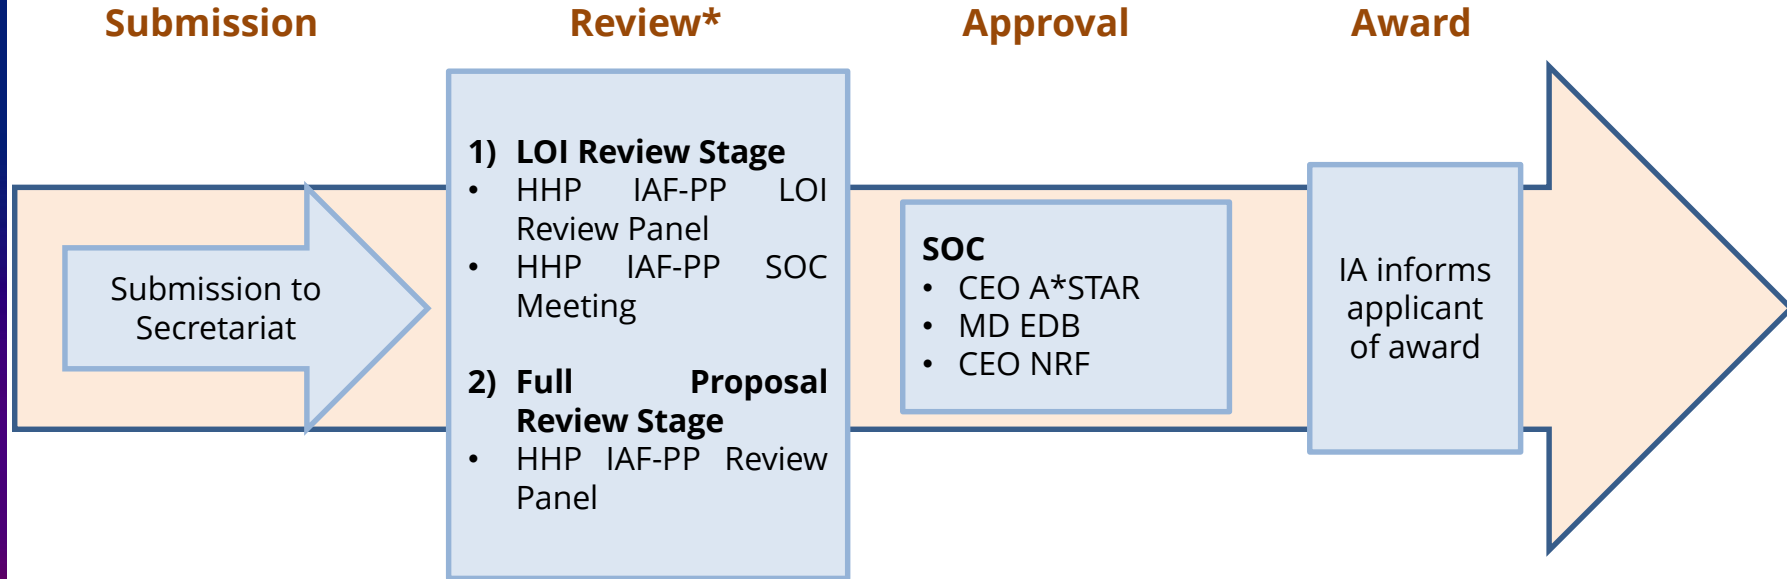 Submission
Review*
Approval
Award
Submission to
Secretariat
1) LOI Review Stage
• HHP IAF-PP LOI
Review Panel
• HHP IAF-PP SOC
Meeting
2) Full Proposal
Review Stage
• HHP IAF-PP Review
Panel
SOC
• CEO A*STAR
• MD EDB
• CEO NRF
IA informs
applicant
of award